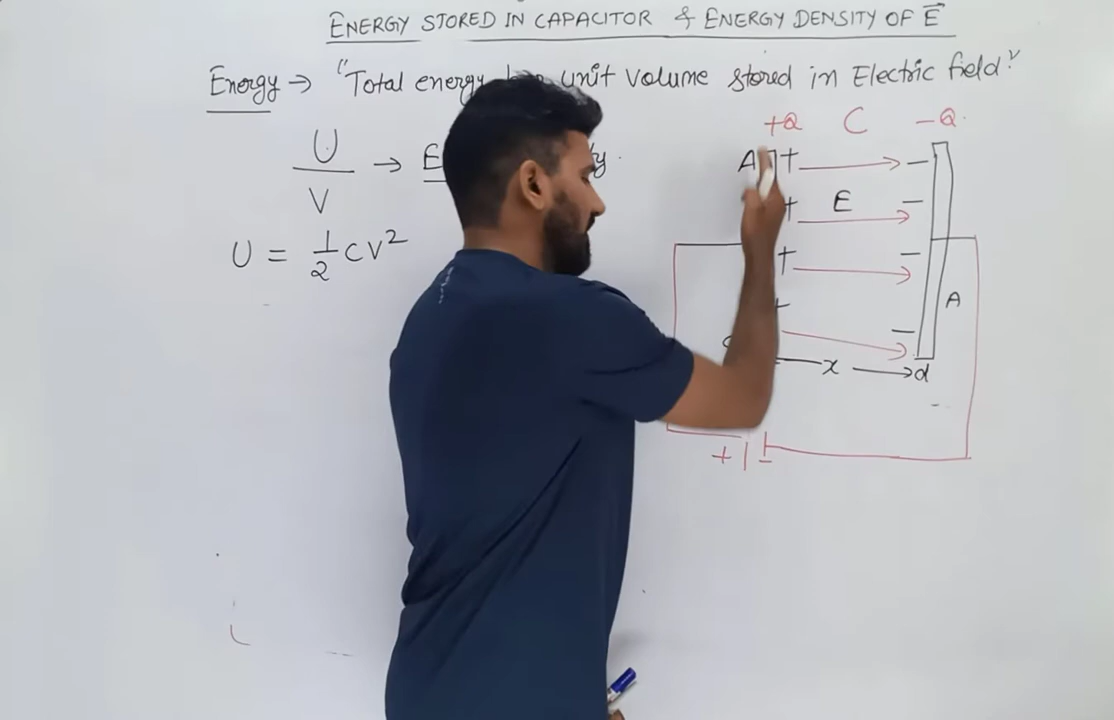 ENERGY STORED IN CAPACITOR & ENERGY DENSITY OF E⃗
Energy → "Total energy unit volume stored in Electric field"
U/V →
U = 1/2 CV²
+Q C -Q
A + → -
+ E → -
+ → -
+ → -
A
x → d
+